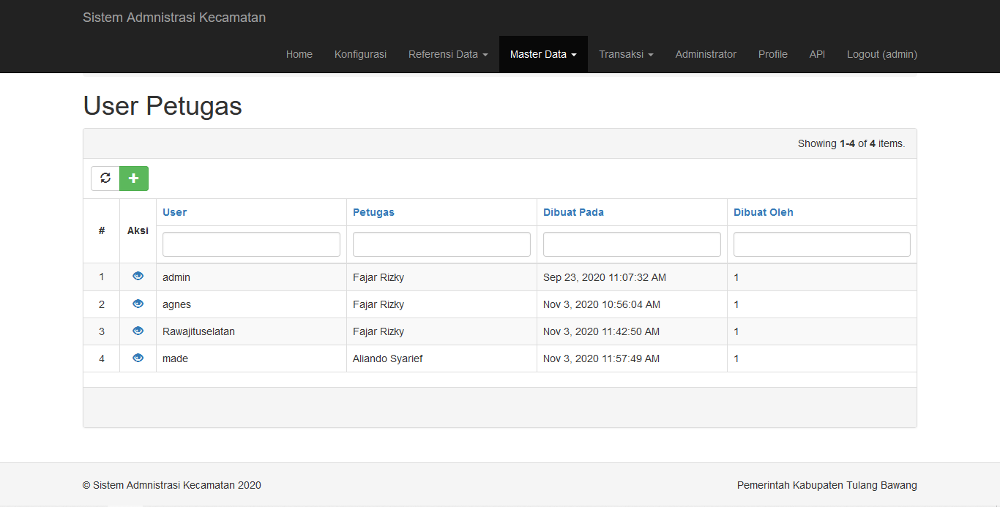 Sistem Admnistrasi Kecamatan
Home Konfigurasi Referensi Data Master Data Transaksi Administrator Profile API Logout (admin)
User Petugas
Showing 1-4 of 4 items.
# Aksi User Petugas Dibuat Pada Dibuat Oleh
1 admin Fajar Rizky Sep 23, 2020 11:07:32 AM 1
2 agnes Fajar Rizky Nov 3, 2020 10:56:04 AM 1
3 Rawajituselatan Fajar Rizky Nov 3, 2020 11:42:50 AM 1
4 made Aliando Syarief Nov 3, 2020 11:57:49 AM 1
© Sistem Admnistrasi Kecamatan 2020 Pemerintah Kabupaten Tulang Bawang